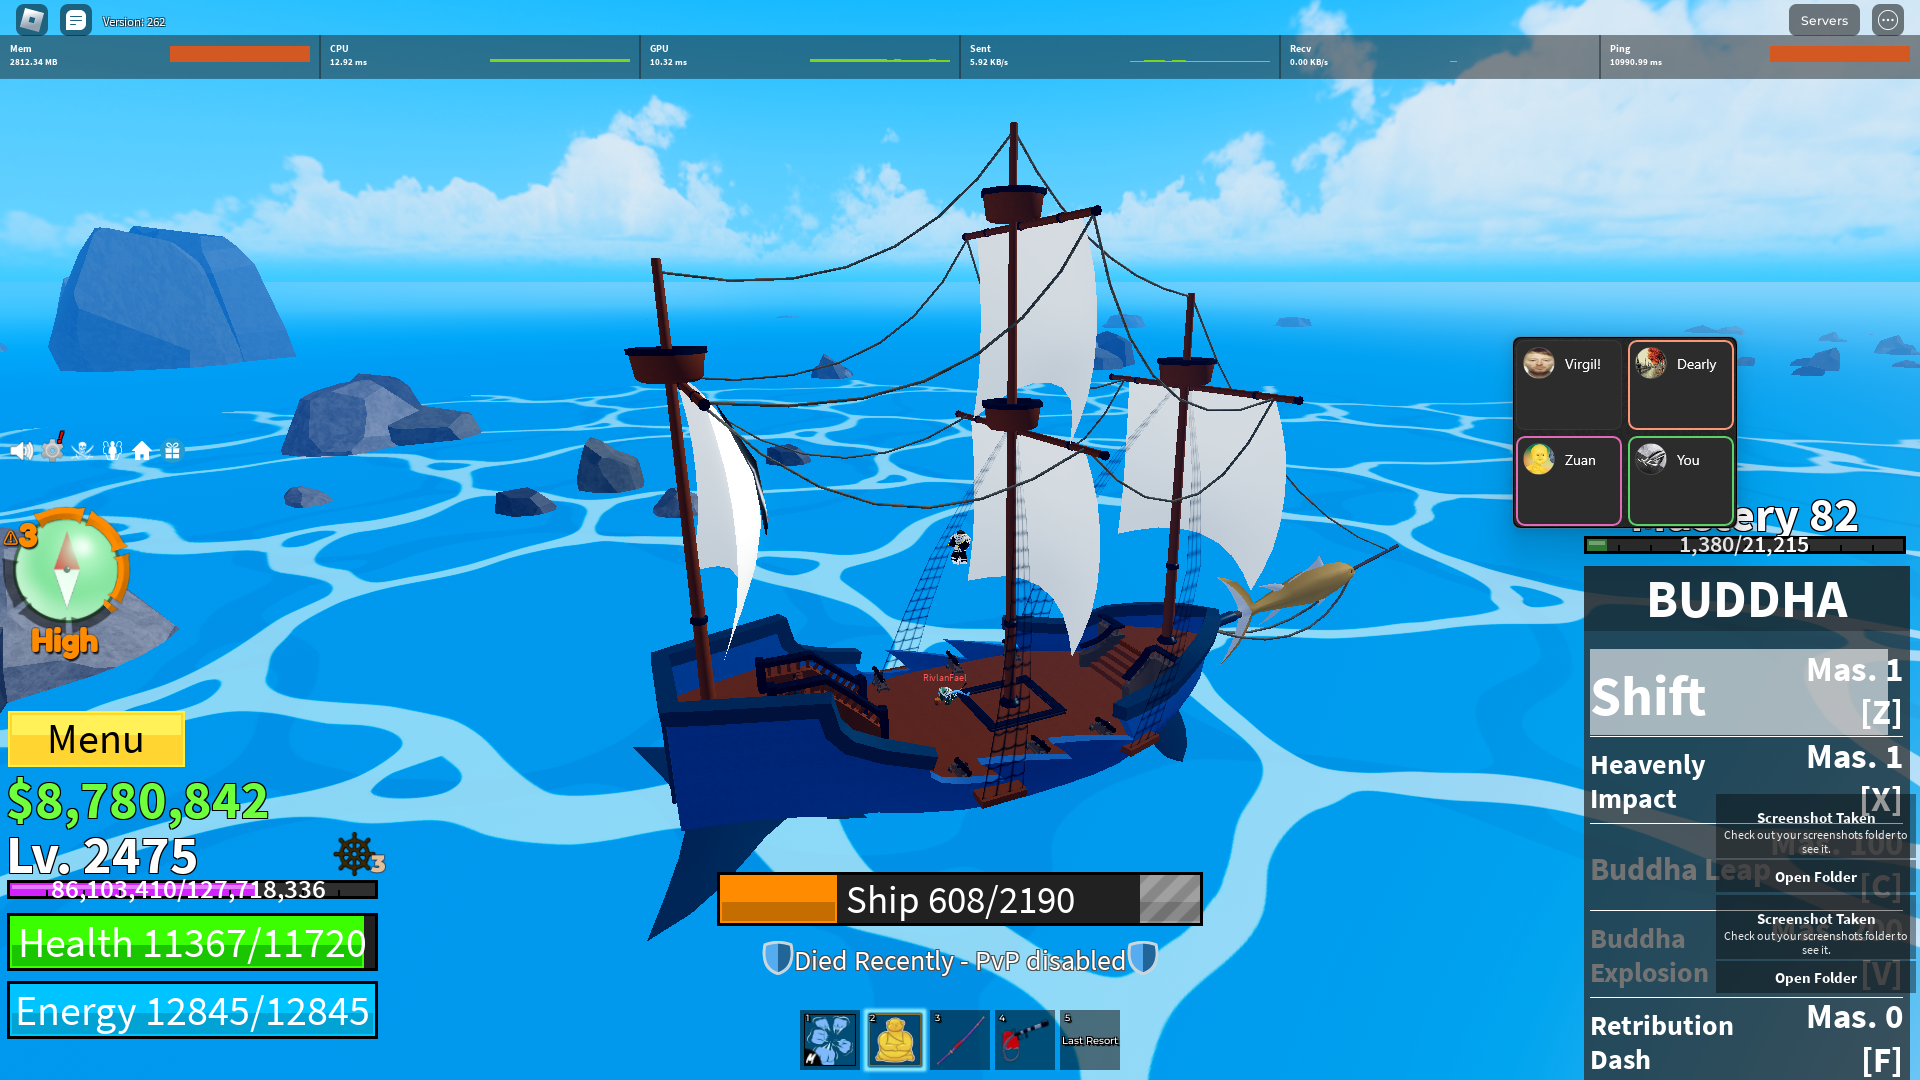 Version: 262
Servers
Mem
2812.34 MB
CPU
12.92 ms
GPU
10.32 ms
Sent
5.92 KB/s
Recv
0.00 KB/s
Ping
10990.99 ms
Virgil!
Dearly
Zuan
You
Mastery 82
1,380/21,215
BUDDHA
Shift
Mas. 1
[Z]
Heavenly
Impact
Mas. 1
[X]
Buddha Leap
Mas. 100
[C]
Buddha
Explosion
[V]
Retribution
Dash
Mas. 0
[F]
Screenshot Taken
Check out your screenshots folder to
see it.
Open Folder
Screenshot Taken
Check out your screenshots folder to
see it.
Open Folder
3
High
Menu
$8,780,842
Lv. 2475
3
86,103,410/127,718,336
Health 11367/11720
Energy 12845/12845
RivlanFael
Ship 608/2190
Died Recently - PvP disabled
1
2
3
4
5
Last Resort